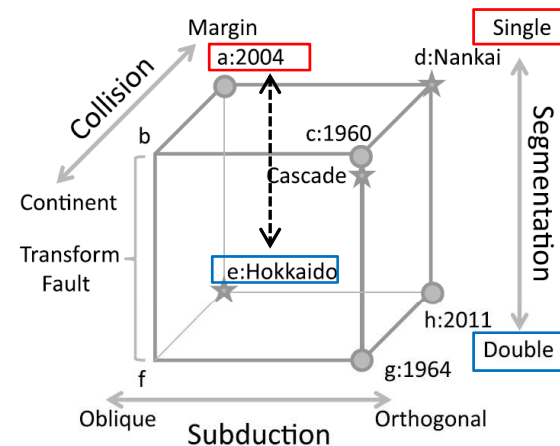 Margin
Single
a:2004
d:Nankai
Collision
b
c:1960
Cascade
Segmentation
Continent
Transform
Fault
e:Hokkaido
h:2011
Double
g:1964
f
Oblique
Orthogonal
Subduction